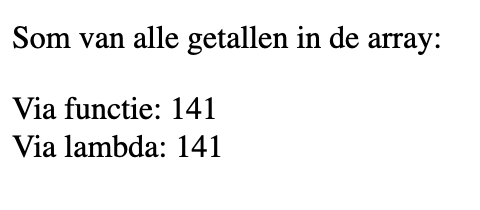 Som van alle getallen in de array:
Via functie: 141
Via lambda: 141